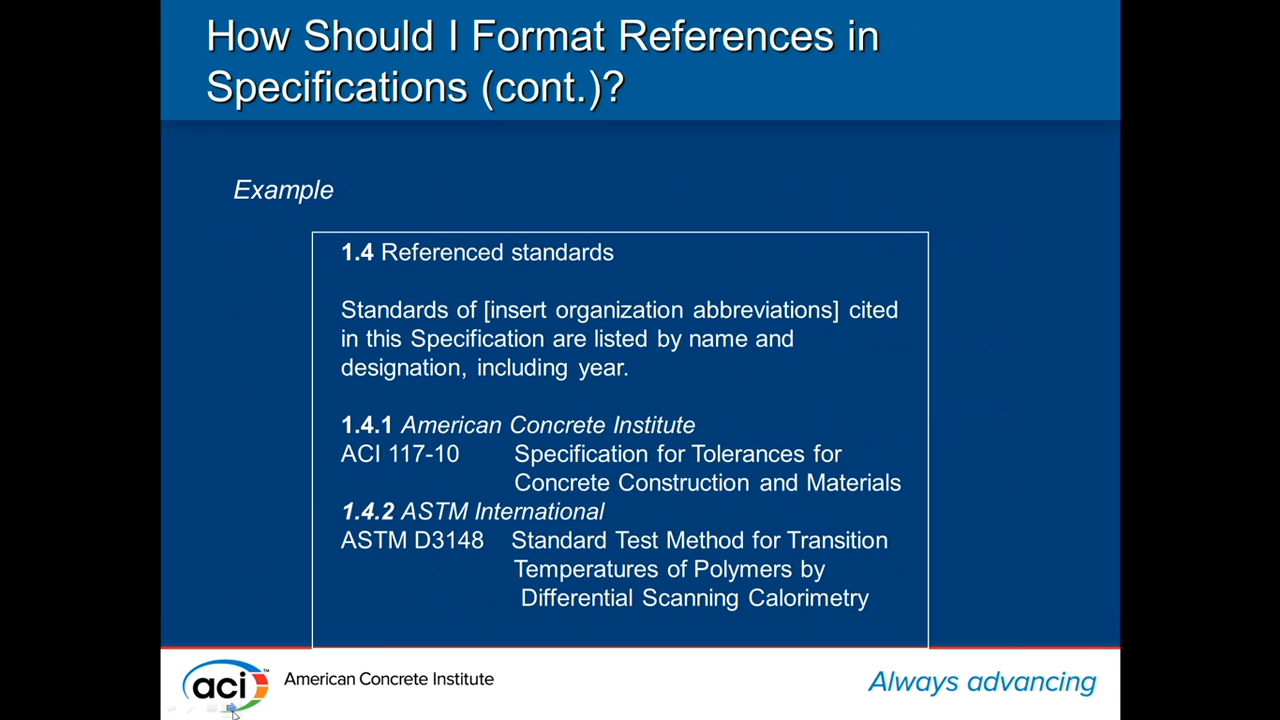 How Should I Format References in
Specifications (cont.)?
Example
1.4 Referenced standards
Standards of [insert organization abbreviations] cited
in this Specification are listed by name and
designation, including year.
1.4.1 American Concrete Institute
ACI 117-10 Specification for Tolerances for
Concrete Construction and Materials
1.4.2 ASTM International
ASTM D3148 Standard Test Method for Transition
Temperatures of Polymers by
Differential Scanning Calorimetry
aci™ American Concrete Institute
Always advancing